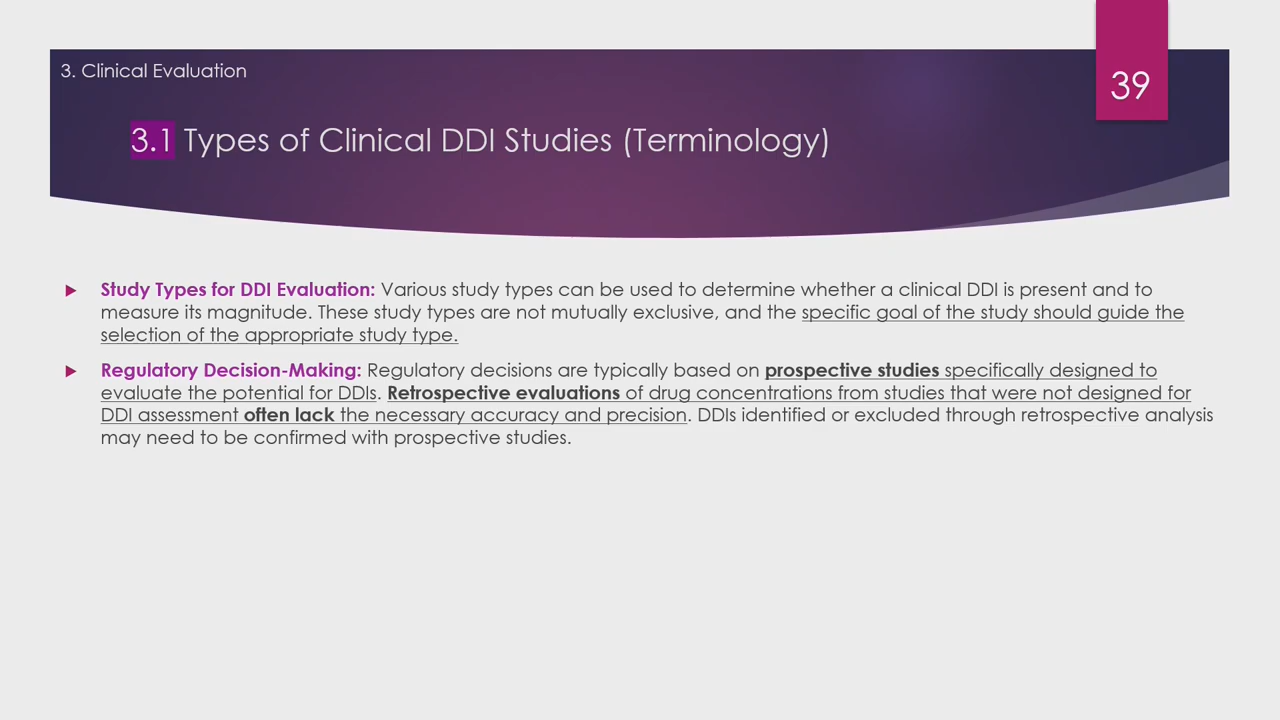 3. Clinical Evaluation
39
3.1 Types of Clinical DDI Studies (Terminology)
Study Types for DDI Evaluation: Various study types can be used to determine whether a clinical DDI is present and to
measure its magnitude. These study types are not mutually exclusive, and the specific goal of the study should guide the
selection of the appropriate study type.
Regulatory Decision-Making: Regulatory decisions are typically based on prospective studies specifically designed to
evaluate the potential for DDIs. Retrospective evaluations of drug concentrations from studies that were not designed for
DDI assessment often lack the necessary accuracy and precision. DDIs identified or excluded through retrospective analysis
may need to be confirmed with prospective studies.